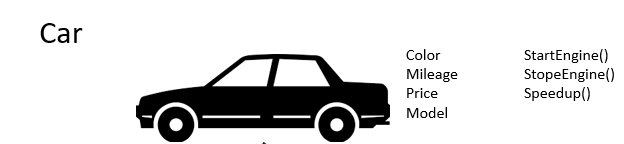 Car
Color
Mileage
Price
Model
StartEngine()
StopeEngine()
Speedup()